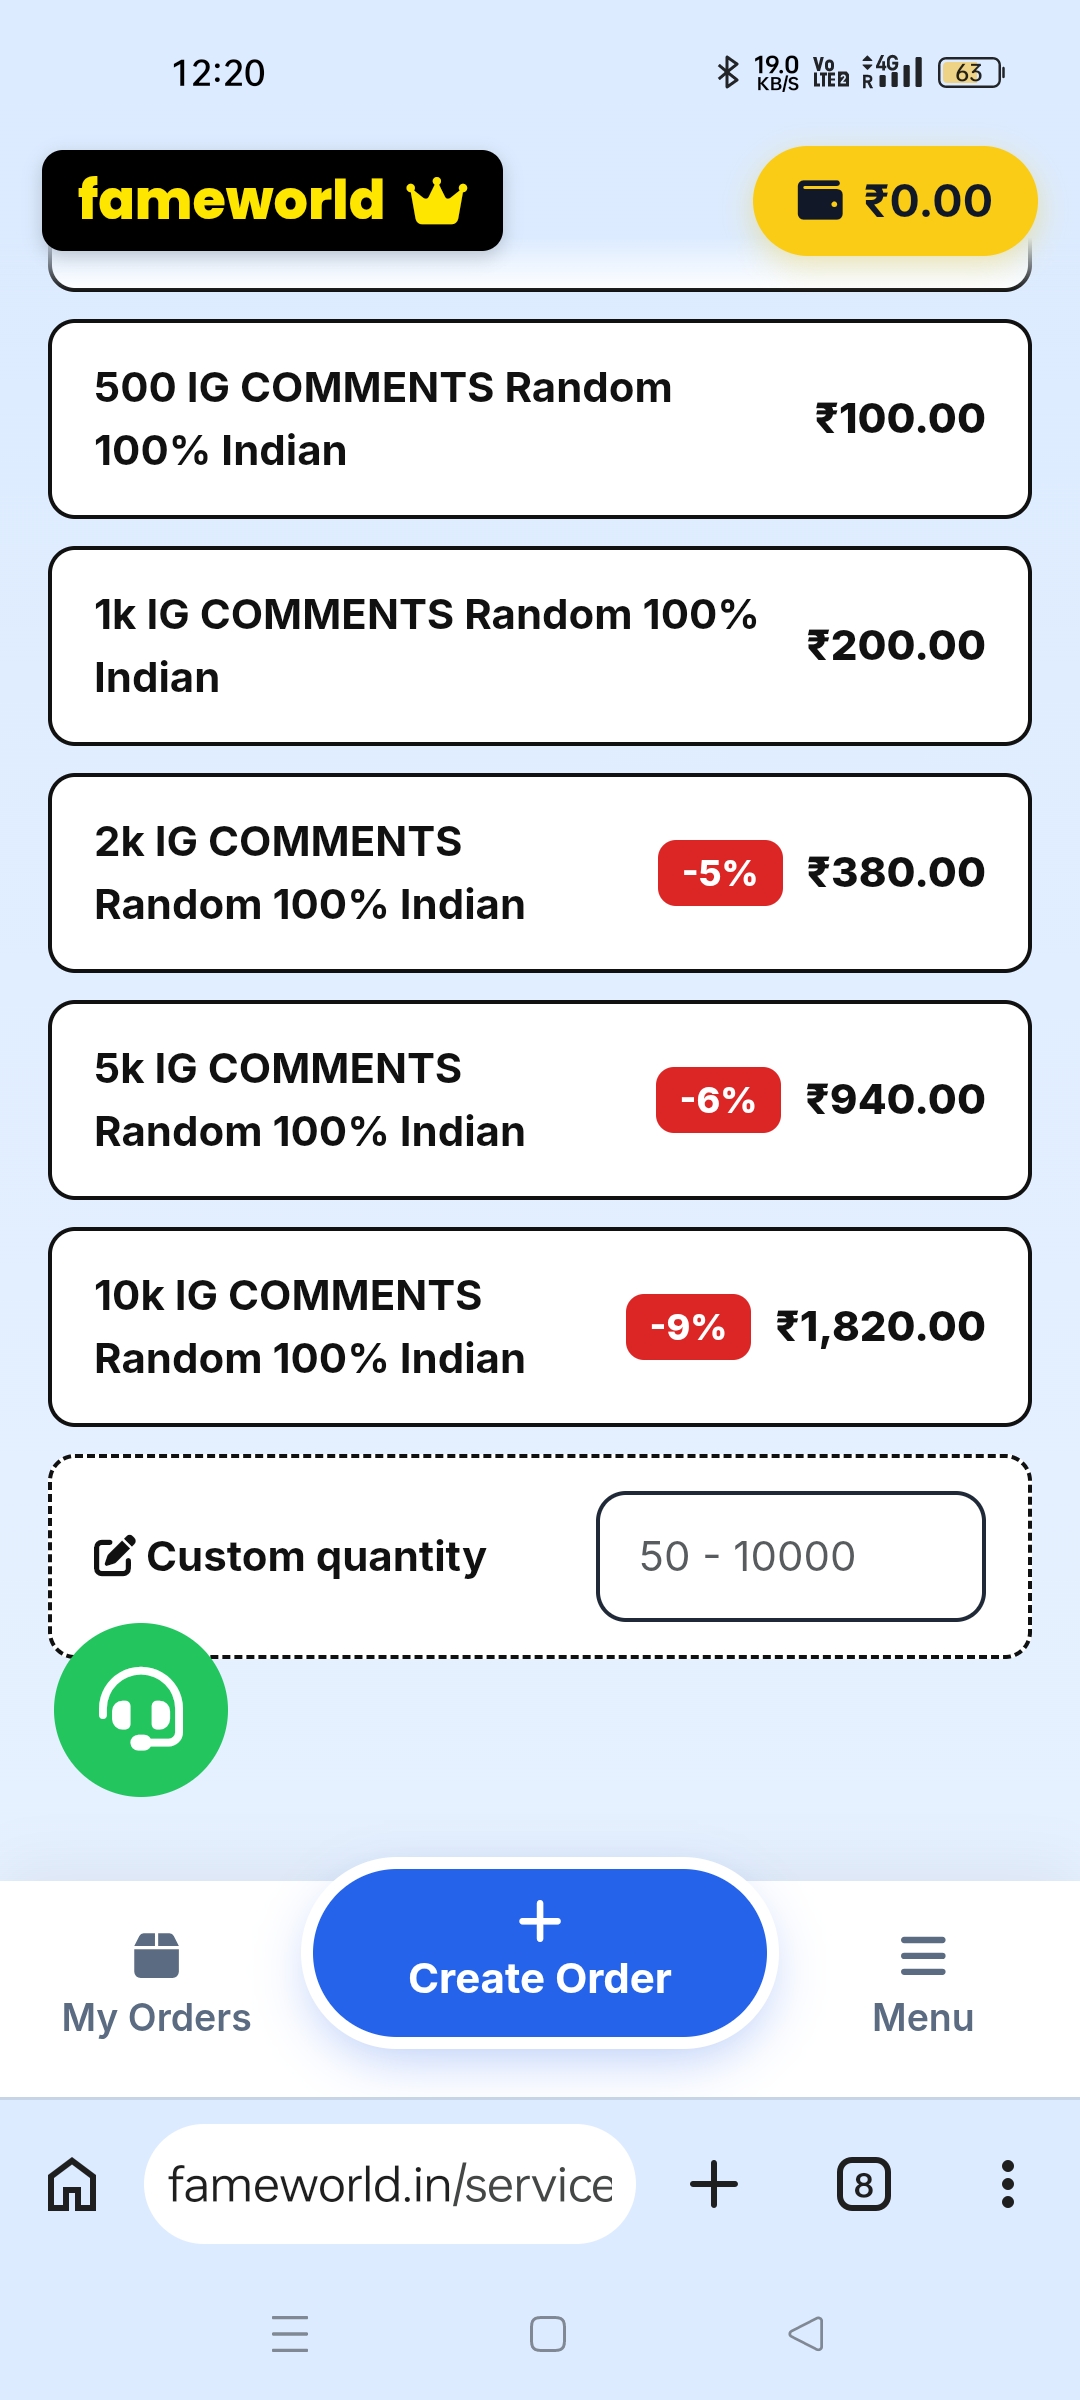 12:20
19.0
KB/S
Vo
LTE 2
4G
R
63
fameworld
₹0.00
500 IG COMMENTS Random
100% Indian
₹100.00
1k IG COMMENTS Random 100%
Indian
₹200.00
2k IG COMMENTS
Random 100% Indian
-5%
₹380.00
5k IG COMMENTS
Random 100% Indian
-6%
₹940.00
10k IG COMMENTS
Random 100% Indian
-9%
₹1,820.00
Custom quantity
50 - 10000
My Orders
Create Order
Menu
fameworld.in/service
8